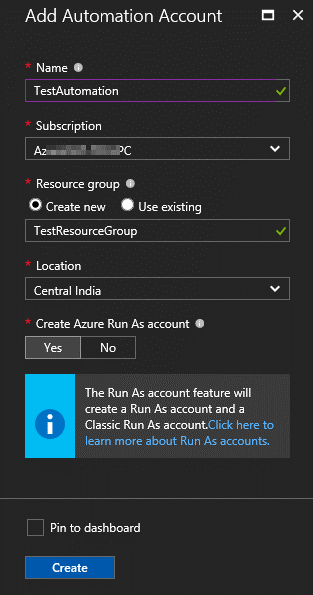 Add Automation Account
* Name
TestAutomation
* Subscription
Az PC
* Resource group
Create new Use existing
TestResourceGroup
* Location
Central India
* Create Azure Run As account
Yes No
The Run As account feature will
create a Run As account and a
Classic Run As account.Click here to
learn more about Run As accounts.
Pin to dashboard
Create